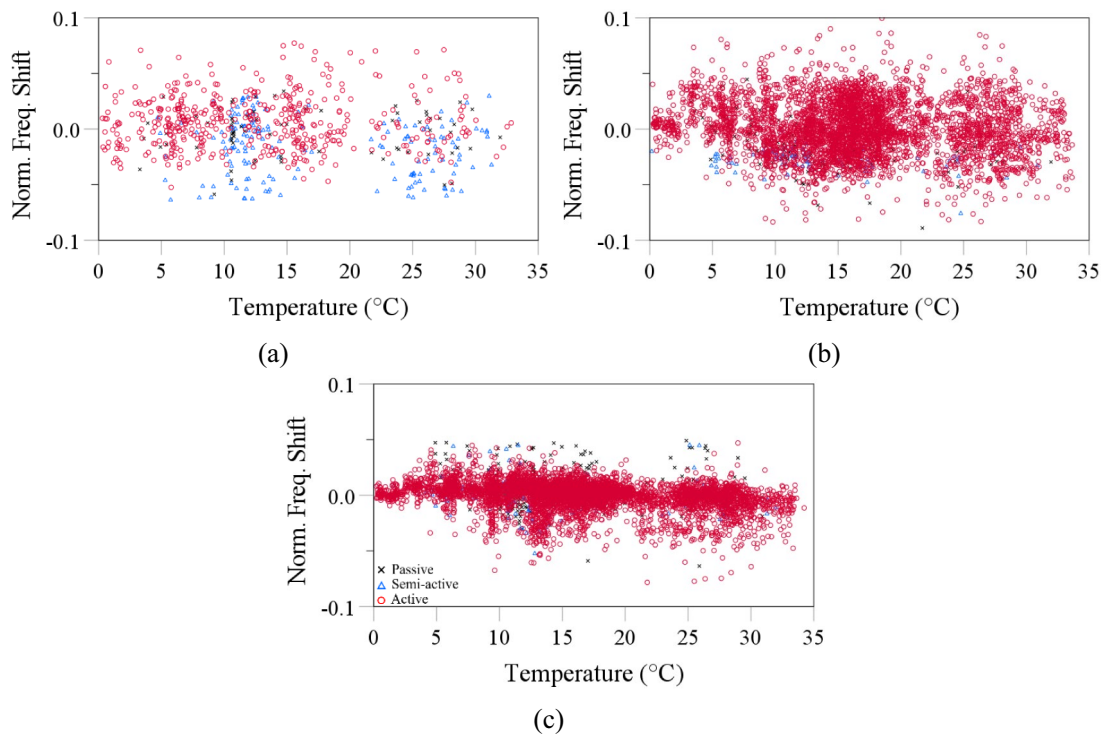 0.1
0.0
-0.1
Norm. Freq. Shift
0 5 10 15 20 25 30 35
Temperature (°C)
(a)
0.1
0.0
-0.1
Norm. Freq. Shift
0 5 10 15 20 25 30 35
Temperature (°C)
(b)
0.1
0.0
-0.1
Norm. Freq. Shift
Passive
Semi-active
Active
0 5 10 15 20 25 30 35
Temperature (°C)
(c)